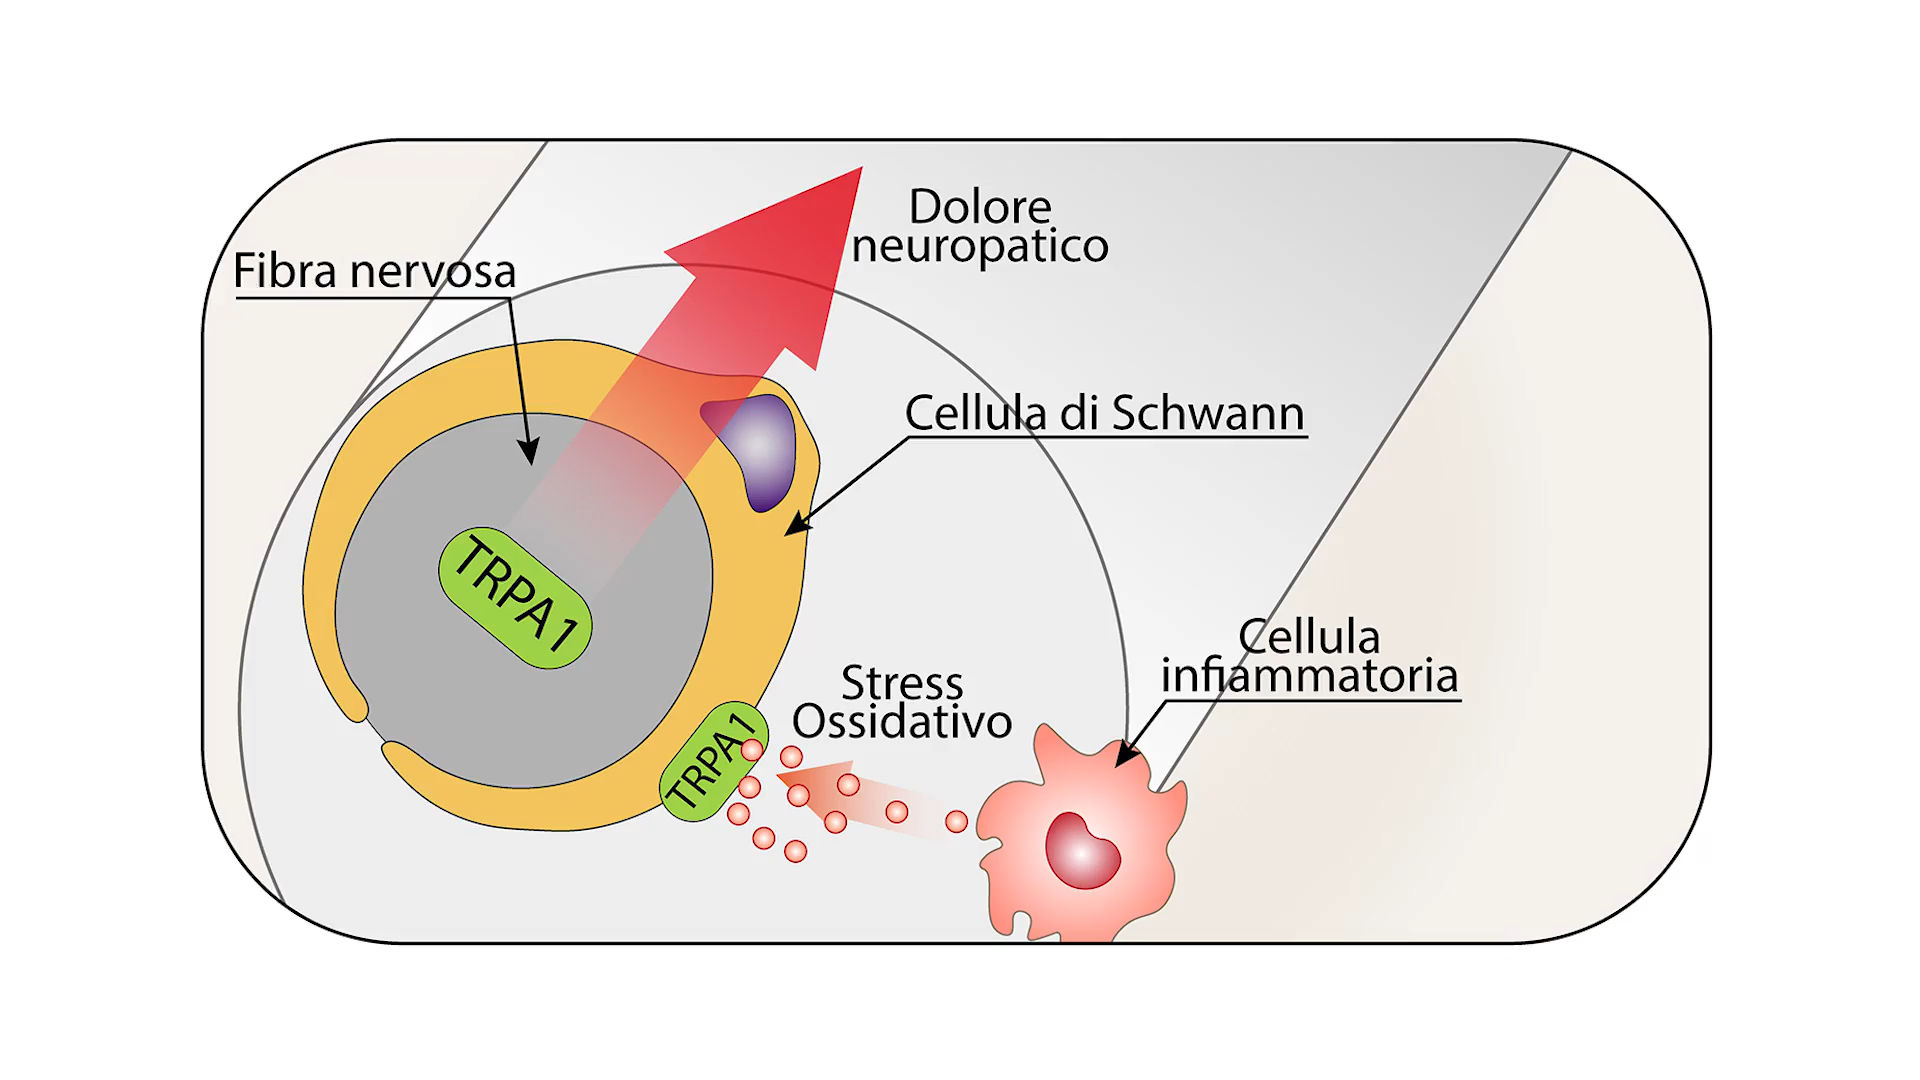 Dolore
neuropatico
Fibra nervosa
Cellula di Schwann
TRPA1
Cellula
infiammatoria
Stress
Ossidativo
TRPA1